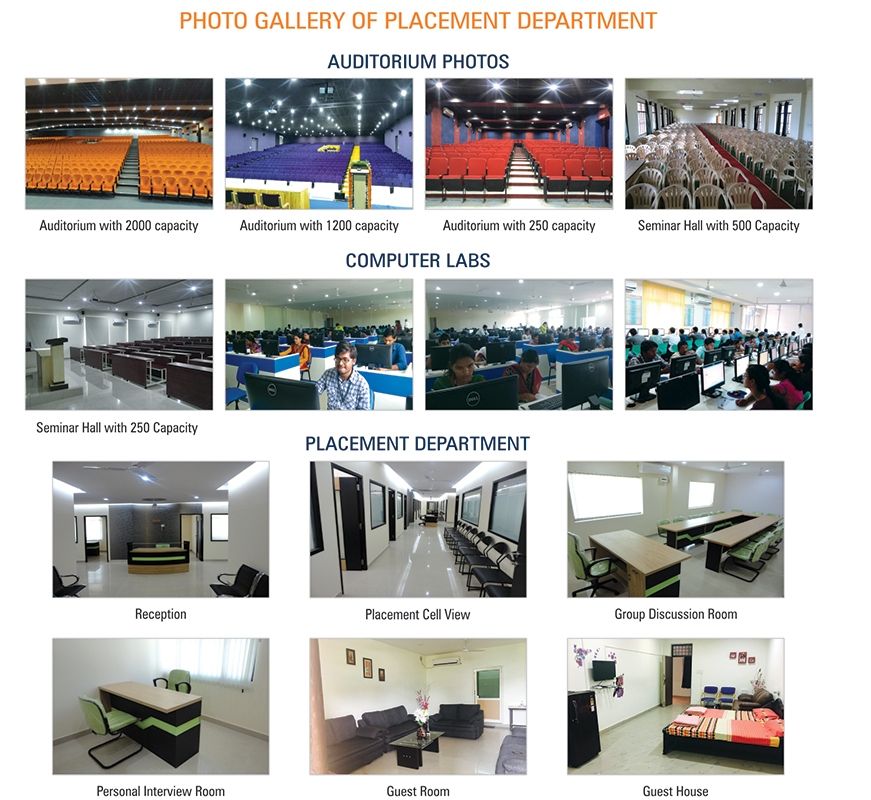 PHOTO GALLERY OF PLACEMENT DEPARTMENT
AUDITORIUM PHOTOS
Auditorium with 2000 capacity
Auditorium with 1200 capacity
Auditorium with 250 capacity
Seminar Hall with 500 Capacity
COMPUTER LABS
DELL
DELL
Seminar Hall with 250 Capacity
PLACEMENT DEPARTMENT
Reception
Placement Cell View
Group Discussion Room
Personal Interview Room
Guest Room
Guest House